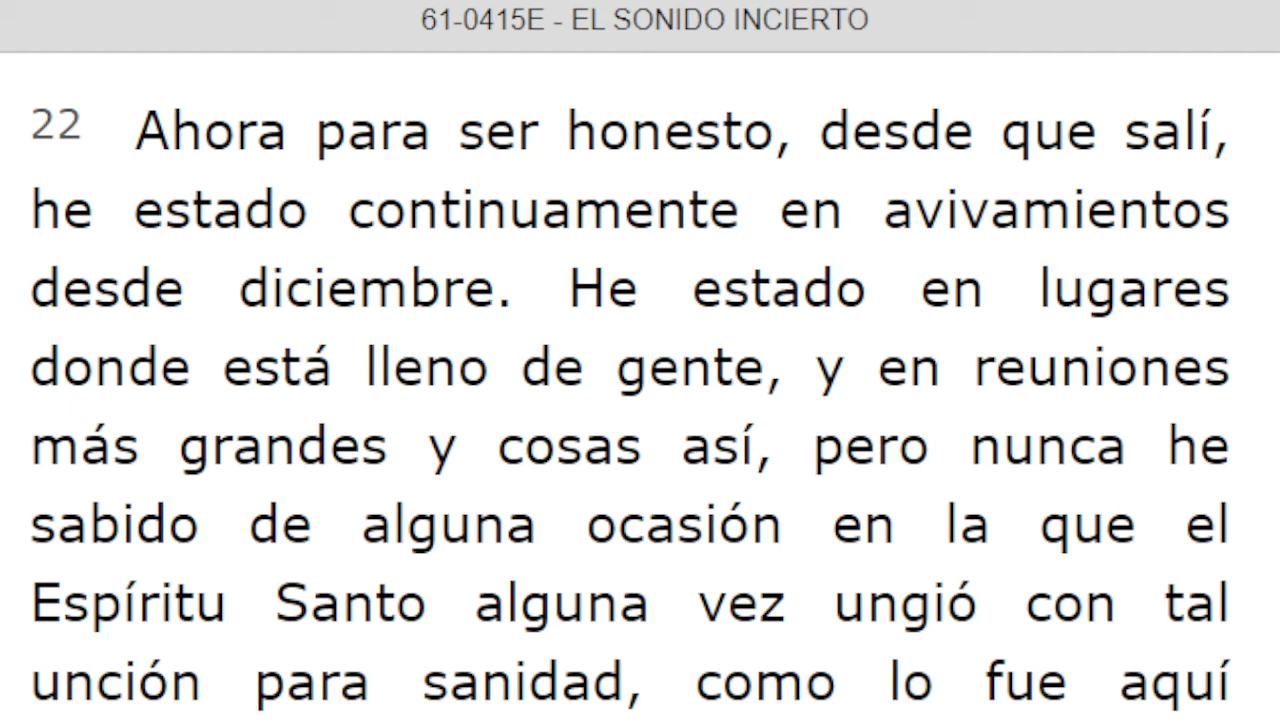 61-0415E - EL SONIDO INCIERTO
22 Ahora para ser honesto, desde que salí,
he estado continuamente en avivamientos
desde diciembre. He estado en lugares
donde está lleno de gente, y en reuniones
más grandes y cosas así, pero nunca he
sabido de alguna ocasión en la que el
Espíritu Santo alguna vez ungió con tal
unción para sanidad, como lo fue aquí